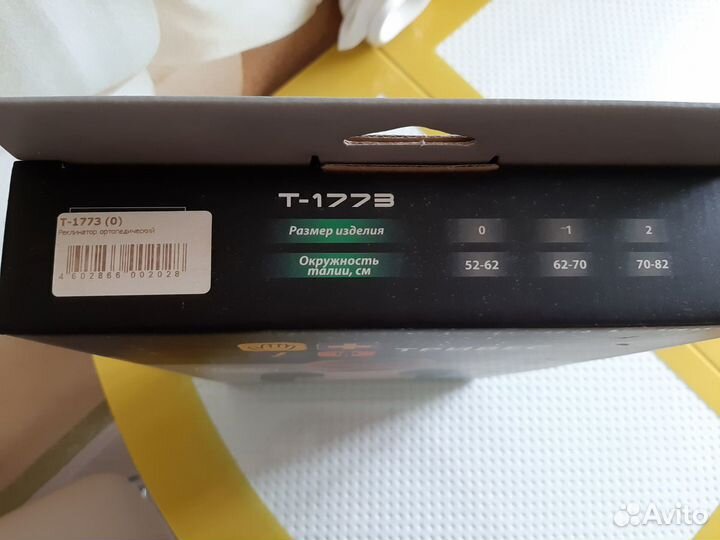 T-1773
T-1773 (0)
Реклинатор ортопедический
4 602866 002028
Размер изделия 0 1 2
Окружность талии, см 52-62 62-70 70-82
Avito